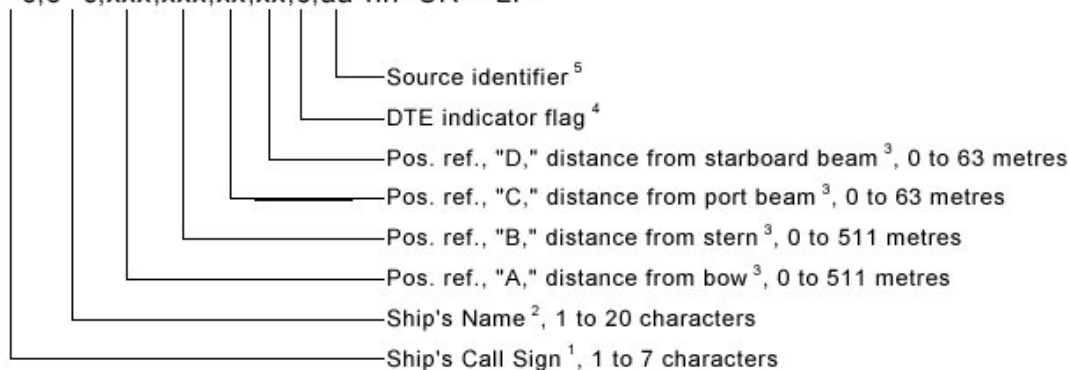 Source identifier 5
DTE indicator flag 4
Pos. ref., "D," distance from starboard beam 3, 0 to 63 metres
Pos. ref., "C," distance from port beam 3, 0 to 63 metres
Pos. ref., "B," distance from stern 3, 0 to 511 metres
Pos. ref., "A," distance from bow 3, 0 to 511 metres
Ship's Name 2, 1 to 20 characters
Ship's Call Sign 1, 1 to 7 characters